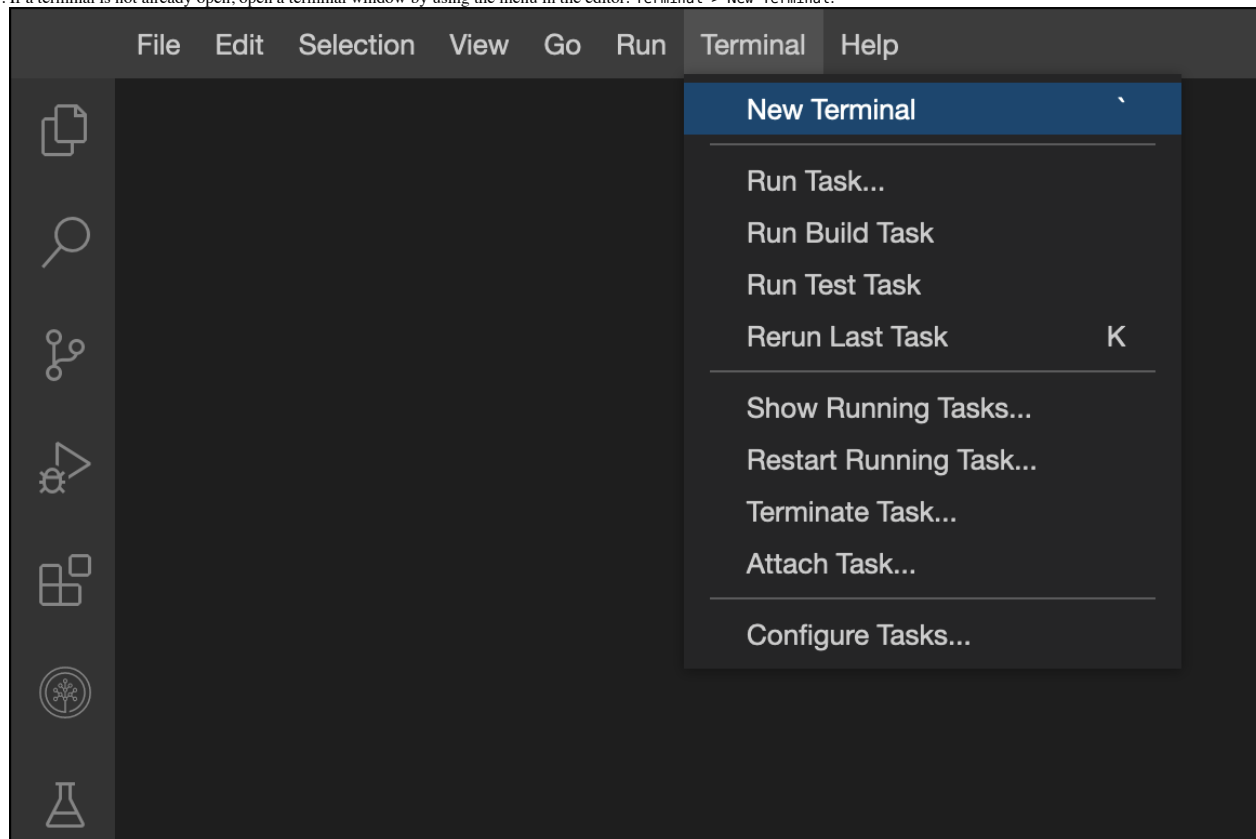 . If a terminal is not already open, open a terminal window by using the menu in the editor: Terminal > New Terminal.
File Edit Selection View Go Run Terminal Help
New Terminal `
Run Task...
Run Build Task
Run Test Task
Rerun Last Task K
Show Running Tasks...
Restart Running Task...
Terminate Task...
Attach Task...
Configure Tasks...